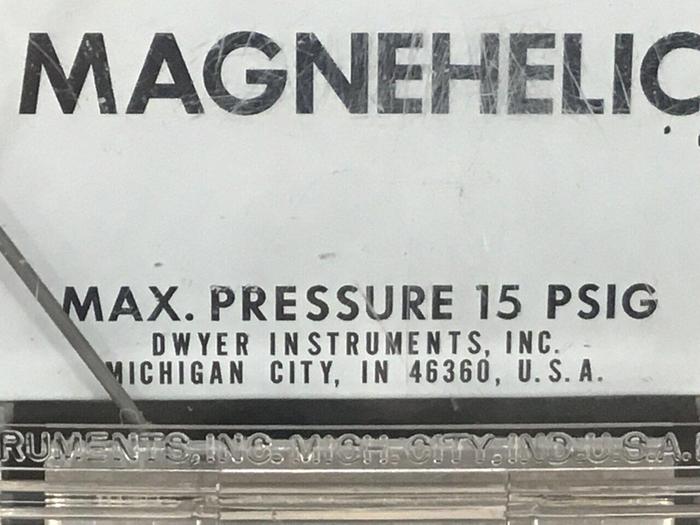 MAGNEHELIC
MAX. PRESSURE 15 PSIG
DWYER INSTRUMENTS, INC.
MICHIGAN CITY, IN 46360, U.S.A.
RUMENTS, INC. MICH. CITY, IND. U.S.A.